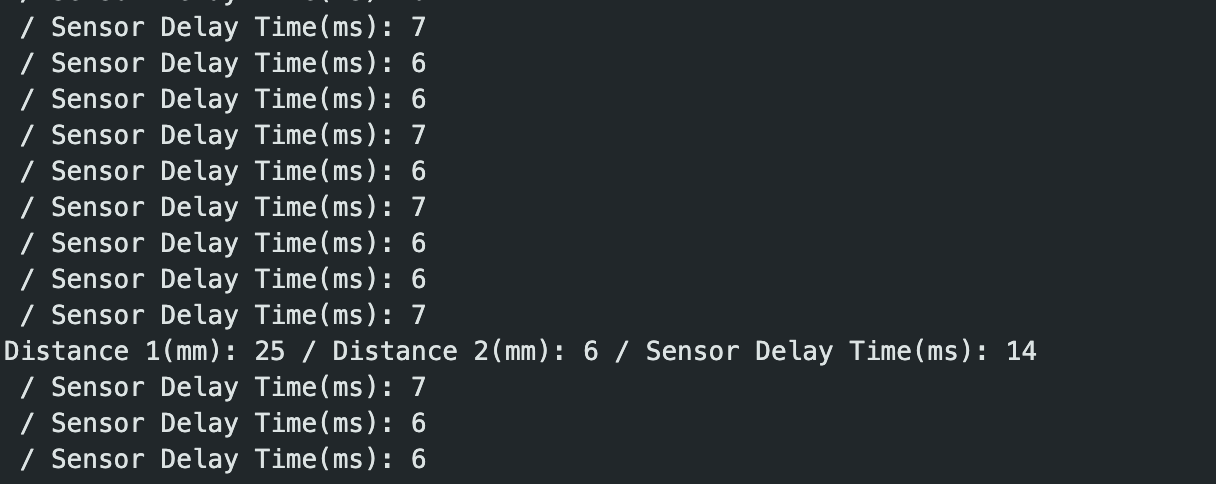 / Sensor Delay Time(ms): 7
/ Sensor Delay Time(ms): 6
/ Sensor Delay Time(ms): 6
/ Sensor Delay Time(ms): 7
/ Sensor Delay Time(ms): 6
/ Sensor Delay Time(ms): 7
/ Sensor Delay Time(ms): 6
/ Sensor Delay Time(ms): 6
/ Sensor Delay Time(ms): 7
Distance 1(mm): 25 / Distance 2(mm): 6 / Sensor Delay Time(ms): 14
/ Sensor Delay Time(ms): 7
/ Sensor Delay Time(ms): 6
/ Sensor Delay Time(ms): 6